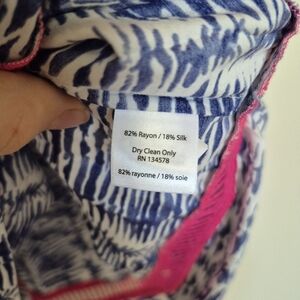 82% Rayon / 18% Silk
Dry Clean Only
RN 134578
82% rayonne / 18% soie